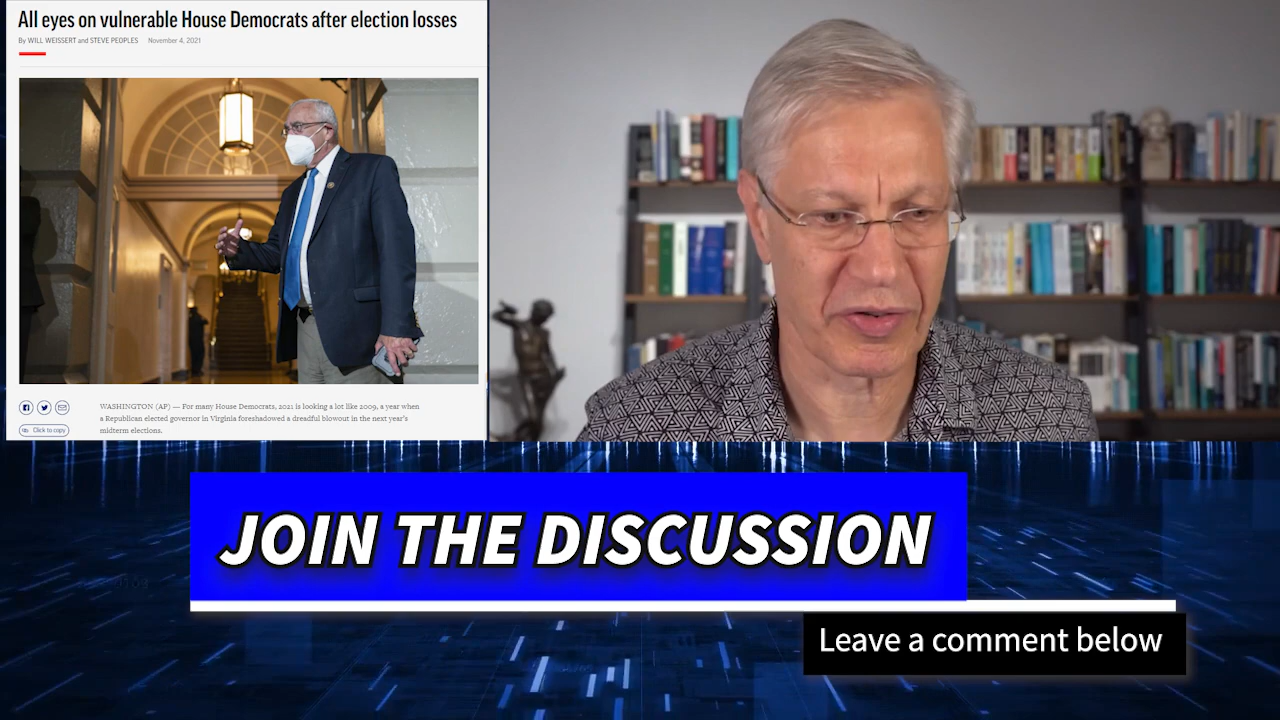 All eyes on vulnerable House Democrats after election losses
By WILL WEISSERT and STEVE PEOPLES November 4, 2021
Click to copy
WASHINGTON (AP) — For many House Democrats, 2021 is looking a lot like 2009, a year when
a Republican elected governor in Virginia foreshadowed a dreadful blowout in the next year's
midterm elections.
JOIN THE DISCUSSION
Leave a comment below